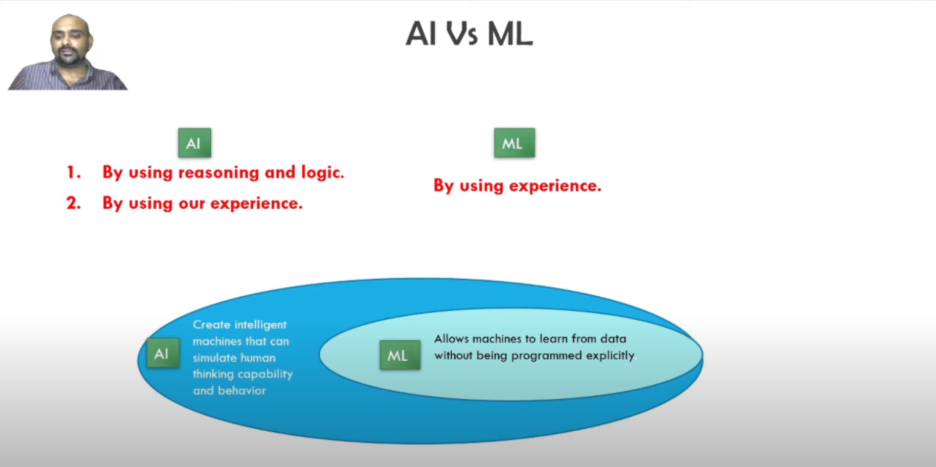 AI Vs ML
AI
1. By using reasoning and logic.
2. By using our experience.
ML
By using experience.
AI
Create intelligent
machines that can
simulate human
thinking capability
and behavior
ML
Allows machines to learn from data
without being programmed explicitly